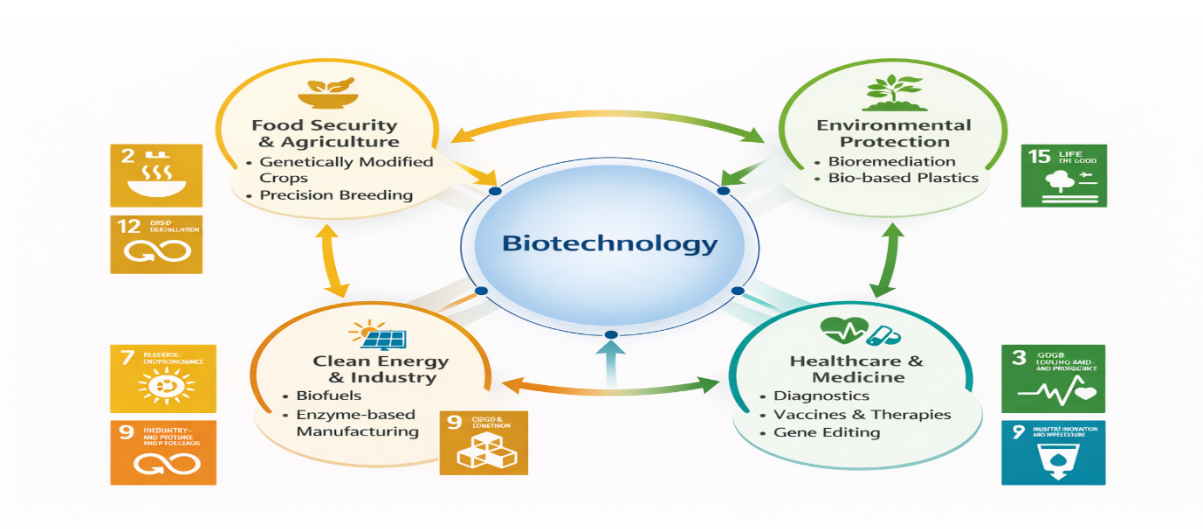 Food Security
& Agriculture
• Genetically Modified
Crops
• Precision Breeding
Environmental
Protection
• Bioremediation
• Bio-based Plastics
2
12
15 LIFE
Biotechnology
Clean Energy
& Industry
• Biofuels
• Enzyme-based
Manufacturing
Healthcare &
Medicine
• Diagnostics
• Vaccines & Therapies
• Gene Editing
7
9
9
3
9